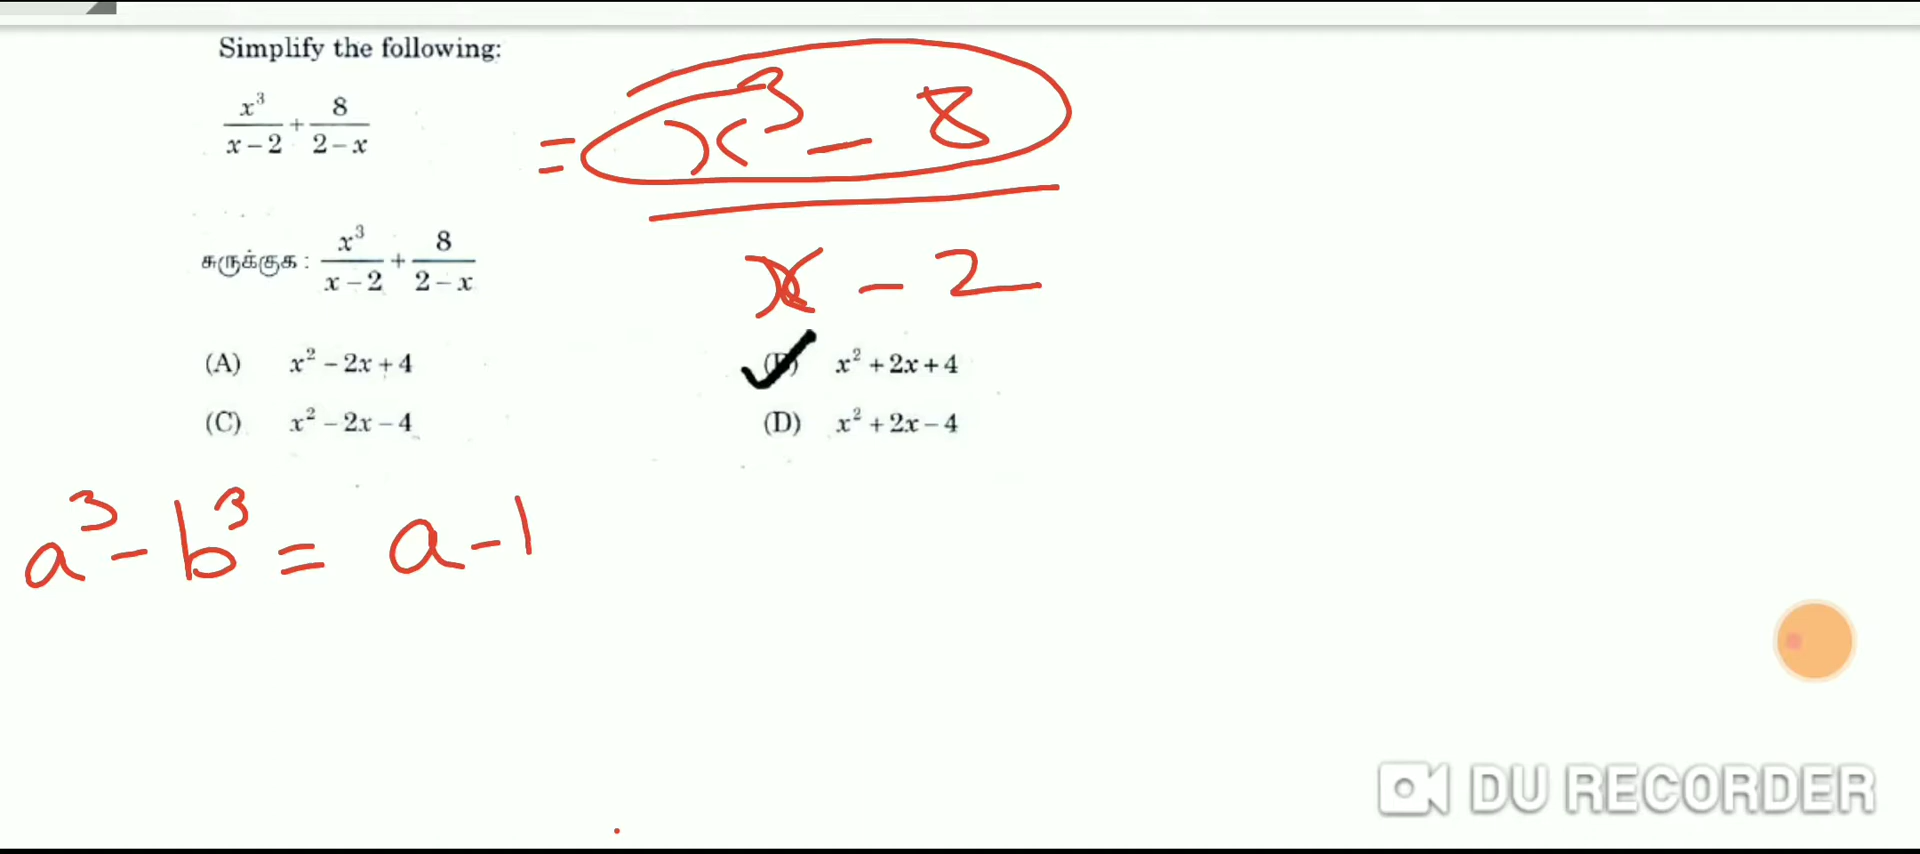 Simplify the following:
x³/(x – 2) + 8/(2 – x)
= x³ – 8
x – 2
சுருக்குக : x³/(x – 2) + 8/(2 – x)
(A) x² – 2x + 4
x² + 2x + 4
(C) x² – 2x – 4
(D) x² + 2x – 4
a³ – b³ = a – 1
DU RECORDER